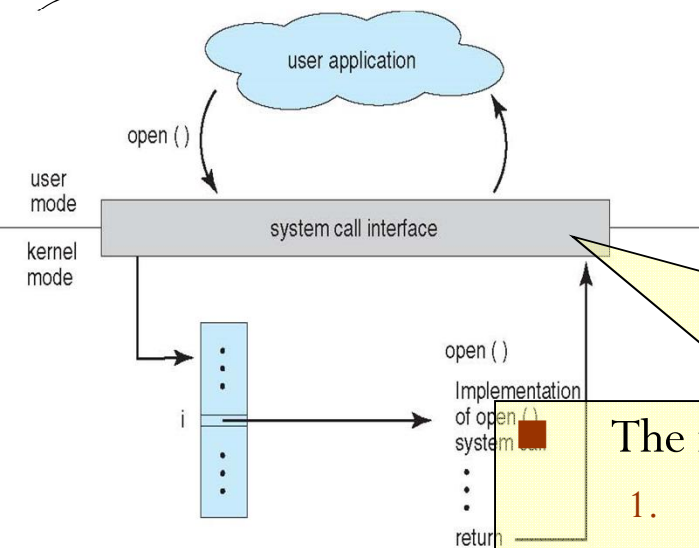 user application
open ( )
user
mode
system call interface
kernel
mode
open ( )
Implementation
of open ( )
i
system call
The
1.
return